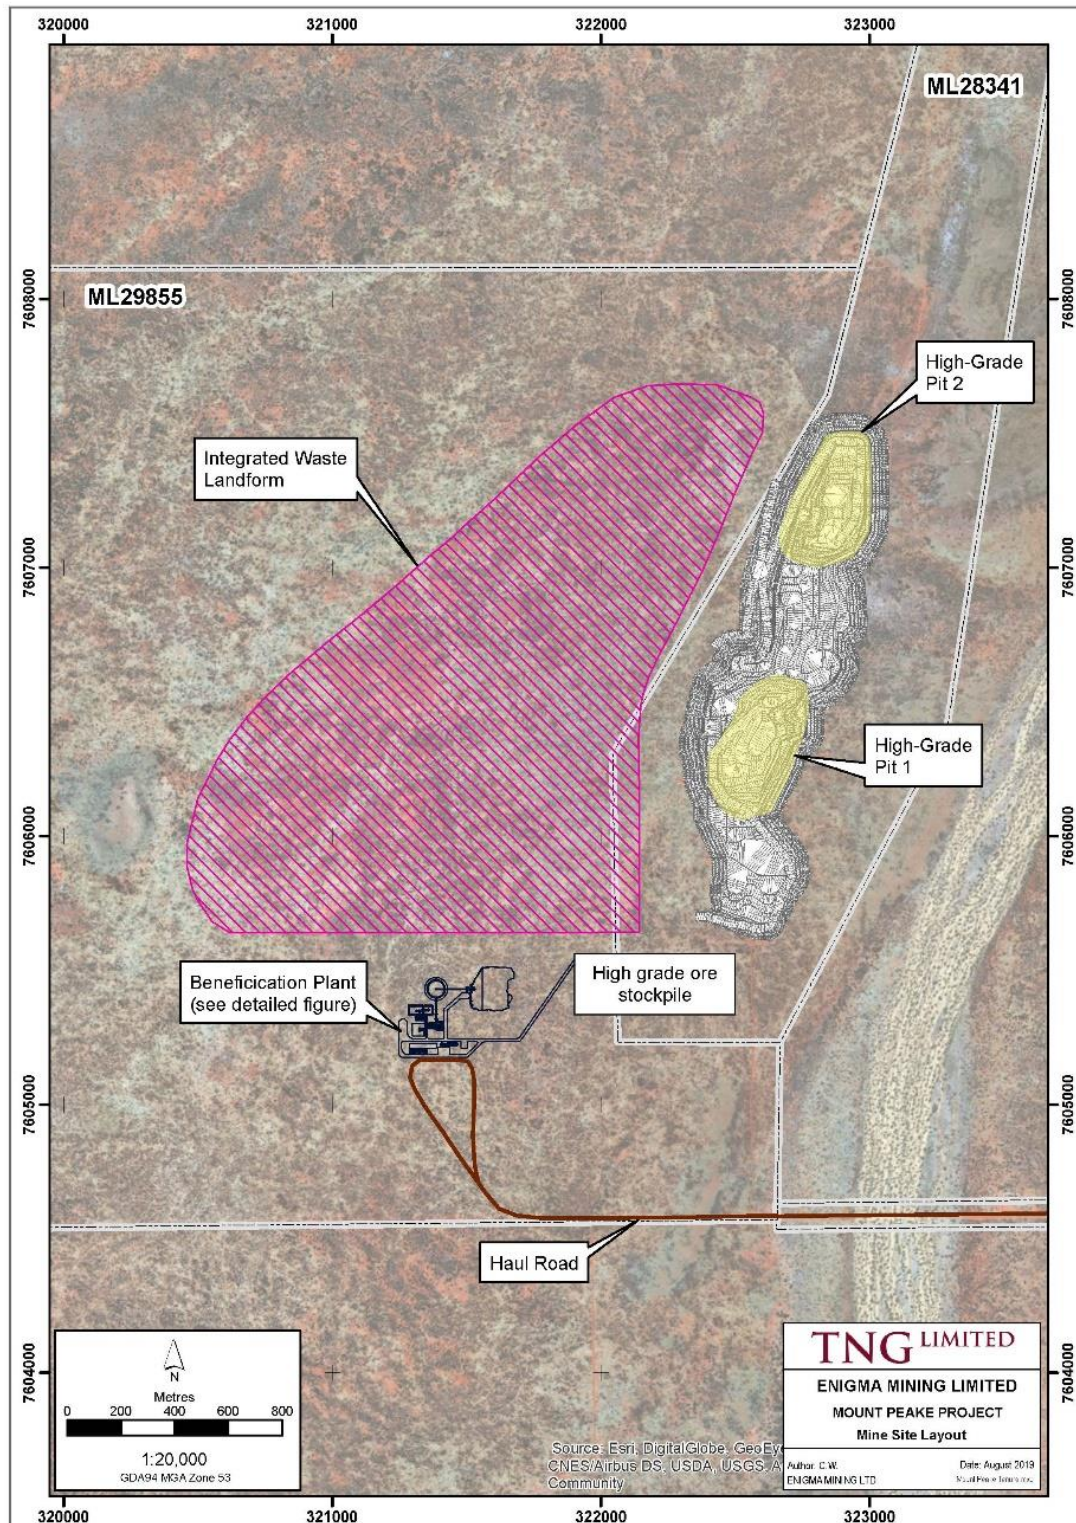 320000
321000
322000
323000
ML28341
7608000
ML29855
7608000
High-Grade
Pit 2
Integrated Waste
Landform
7607000
7607000
High-Grade
Pit 1
7606000
7606000
Beneficication Plant
(see detailed figure)
High grade ore
stockpile
7605000
7605000
Haul Road
7604000
7604000
N
Metres
0 200 400 600 800
1:20,000
GDA94 MGA Zone 53
Source: Esri, DigitalGlobe, GeoEy
CNES/Airbus DS, USDA, USGS, A
Community
TNG LIMITED
ENIGMA MINING LIMITED
MOUNT PEAKE PROJECT
Mine Site Layout
Author: C.W.
ENIGMA MINING LTD
Date: August 2019
320000
321000
322000
323000